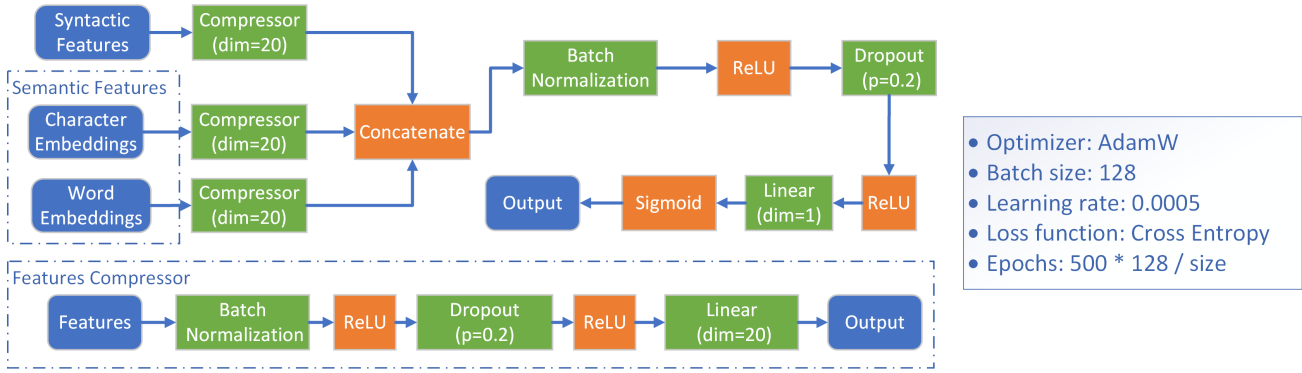 Syntactic
Features
Compressor
(dim=20)
Semantic Features
Character
Embeddings
Compressor
(dim=20)
Word
Embeddings
Compressor
(dim=20)
Concatenate
Batch
Normalization
ReLU
Dropout
(p=0.2)
ReLU
Linear
(dim=1)
Sigmoid
Output
• Optimizer: AdamW
• Batch size: 128
• Learning rate: 0.0005
• Loss function: Cross Entropy
• Epochs: 500 * 128 / size
Features Compressor
Features
Batch
Normalization
ReLU
Dropout
(p=0.2)
ReLU
Linear
(dim=20)
Output